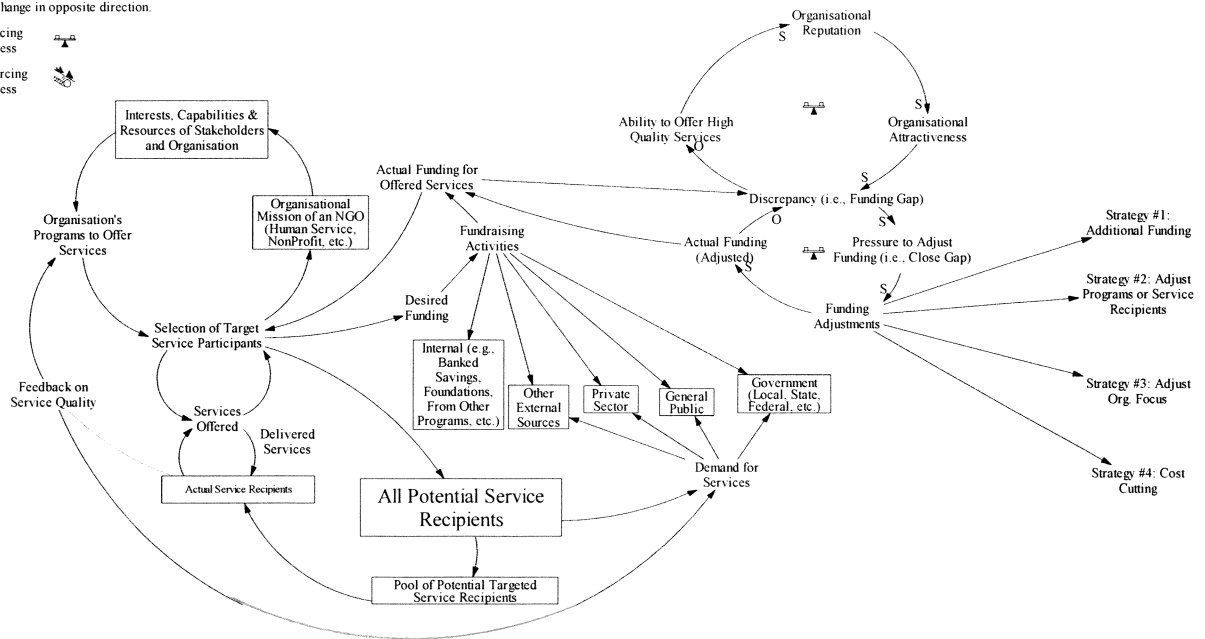 hange in opposite direction.
cing
ess
rcing
ess
Organisational
Reputation
S
S
Ability to Offer High
Quality Services
O
Organisational
Attractiveness
S
Discrepancy (i.e., Funding Gap)
O
S
Actual Funding
(Adjusted)
S
Pressure to Adjust
Funding (i.e., Close Gap)
S
Funding
Adjustments
Strategy #1:
Additional Funding
Strategy #2: Adjust
Programs or Service
Recipients
Strategy #3: Adjust
Org. Focus
Strategy #4: Cost
Cutting
Interests, Capabilities &
Resources of Stakeholders
and Organisation
Organisational
Mission of an NGO
(Human Service,
NonProfit, etc.)
Organisation's
Programs to Offer
Services
Actual Funding for
Offered Services
Fundraising
Activities
Desired
Funding
Selection of Target
Service Participants
Internal (e.g.,
Banked
Savings,
Foundations,
From Other
Programs, etc.)
Other
External
Sources
Private
Sector
General
Public
Government
(Local, State,
Federal, etc.)
Feedback on
Service Quality
Services
Offered
Delivered
Services
Actual Service Recipients
Demand for
Services
All Potential Service
Recipients
Pool of Potential Targeted
Service Recipients